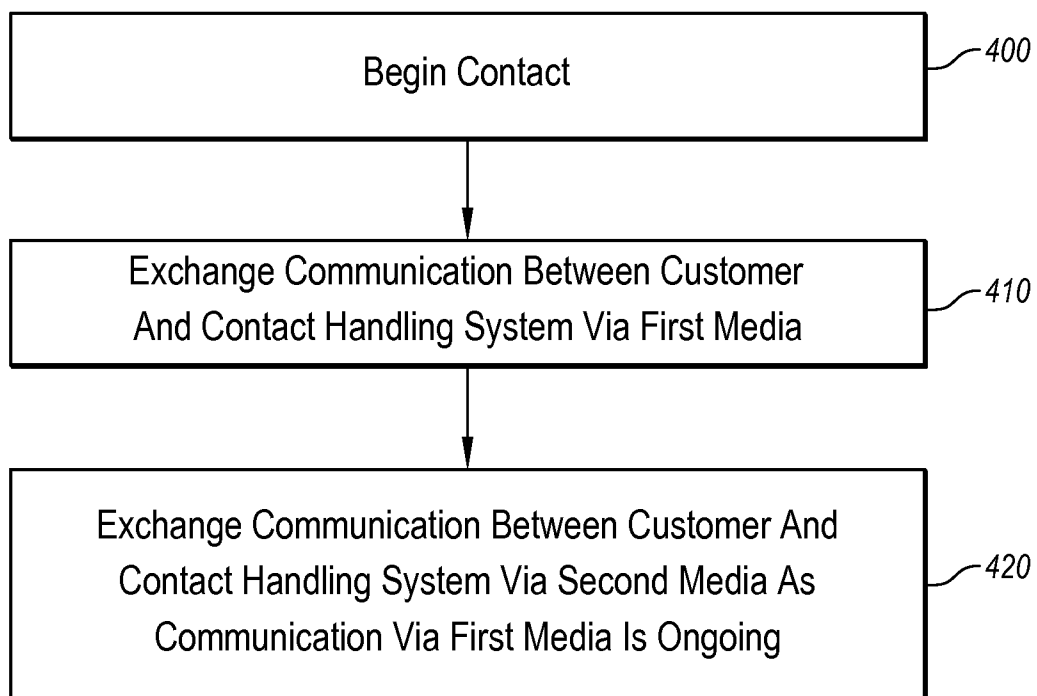 Begin Contact
400
Exchange Communication Between Customer
And Contact Handling System Via First Media
410
Exchange Communication Between Customer And
Contact Handling System Via Second Media As
Communication Via First Media Is Ongoing
420